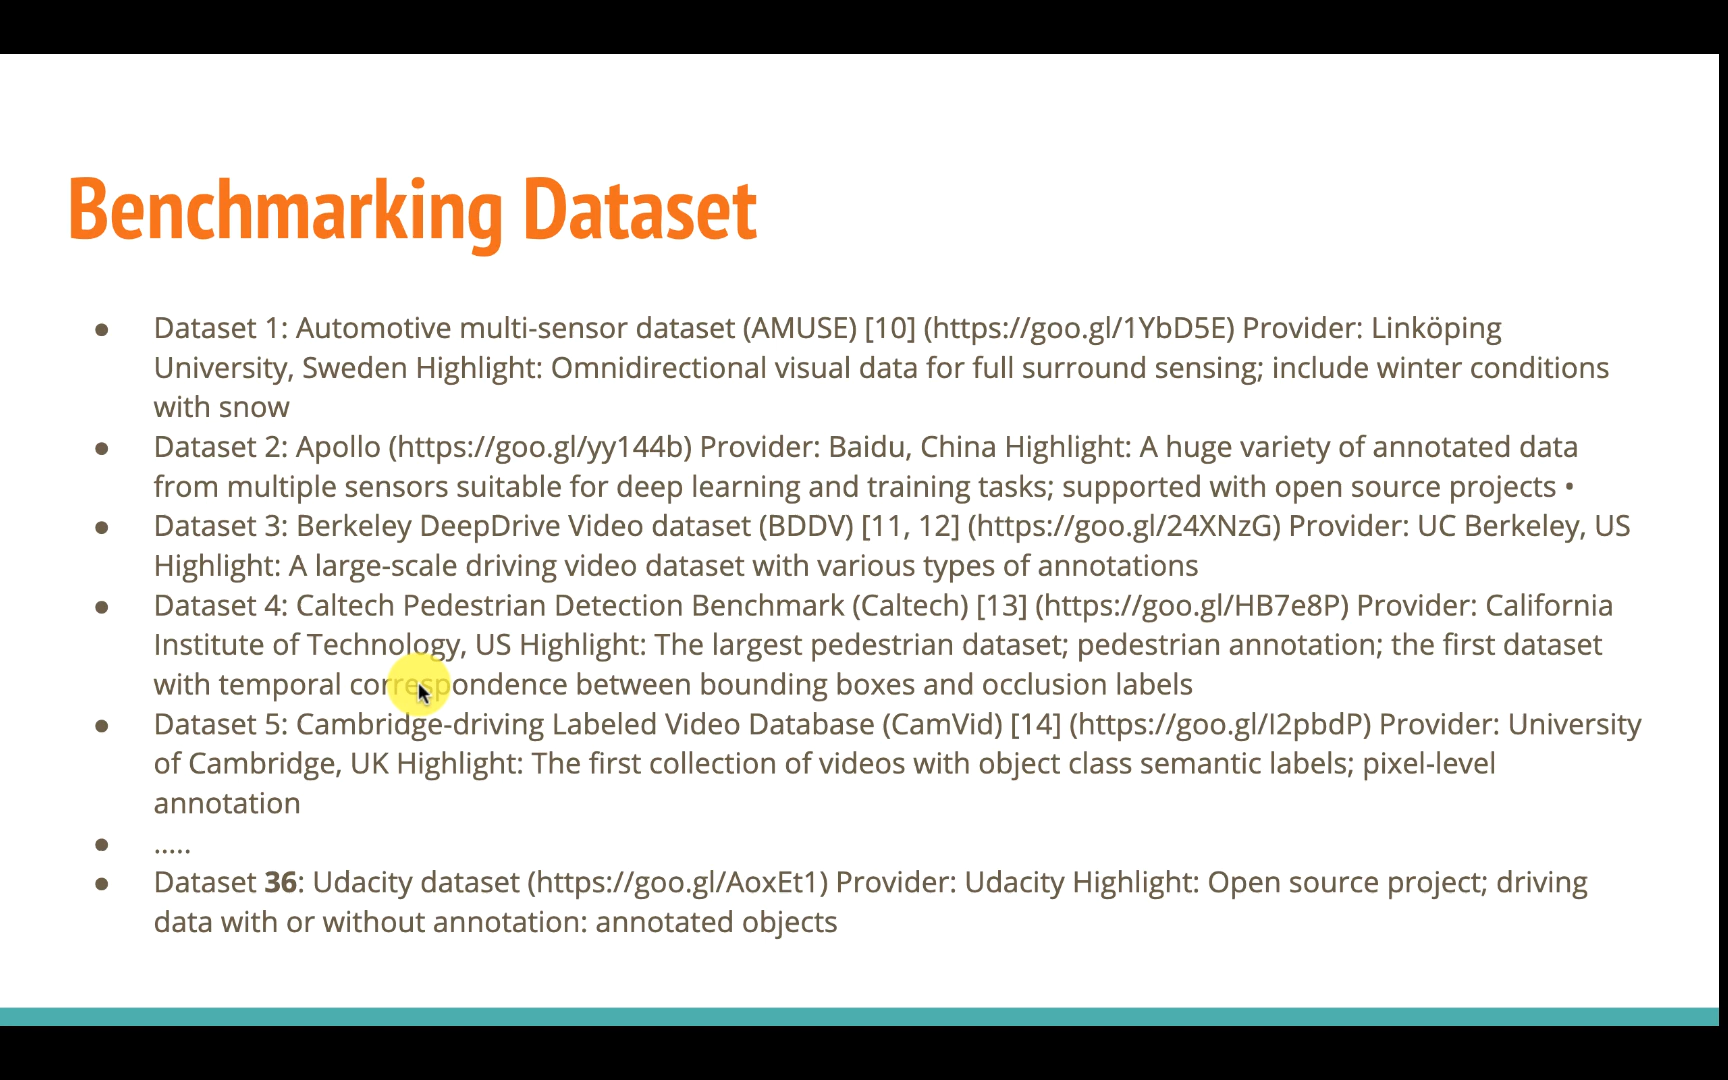 Benchmarking Dataset
● Dataset 1: Automotive multi-sensor dataset (AMUSE) [10] (https://goo.gl/1YbD5E) Provider: Linköping
University, Sweden Highlight: Omnidirectional visual data for full surround sensing; include winter conditions
with snow
● Dataset 2: Apollo (https://goo.gl/yy144b) Provider: Baidu, China Highlight: A huge variety of annotated data
from multiple sensors suitable for deep learning and training tasks; supported with open source projects •
● Dataset 3: Berkeley DeepDrive Video dataset (BDDV) [11, 12] (https://goo.gl/24XNzG) Provider: UC Berkeley, US
Highlight: A large-scale driving video dataset with various types of annotations
● Dataset 4: Caltech Pedestrian Detection Benchmark (Caltech) [13] (https://goo.gl/HB7e8P) Provider: California
Institute of Technology, US Highlight: The largest pedestrian dataset; pedestrian annotation; the first dataset
with temporal correspondence between bounding boxes and occlusion labels
● Dataset 5: Cambridge-driving Labeled Video Database (CamVid) [14] (https://goo.gl/I2pbdP) Provider: University
of Cambridge, UK Highlight: The first collection of videos with object class semantic labels; pixel-level
annotation
● .....
● Dataset 36: Udacity dataset (https://goo.gl/AoxEt1) Provider: Udacity Highlight: Open source project; driving
data with or without annotation: annotated objects